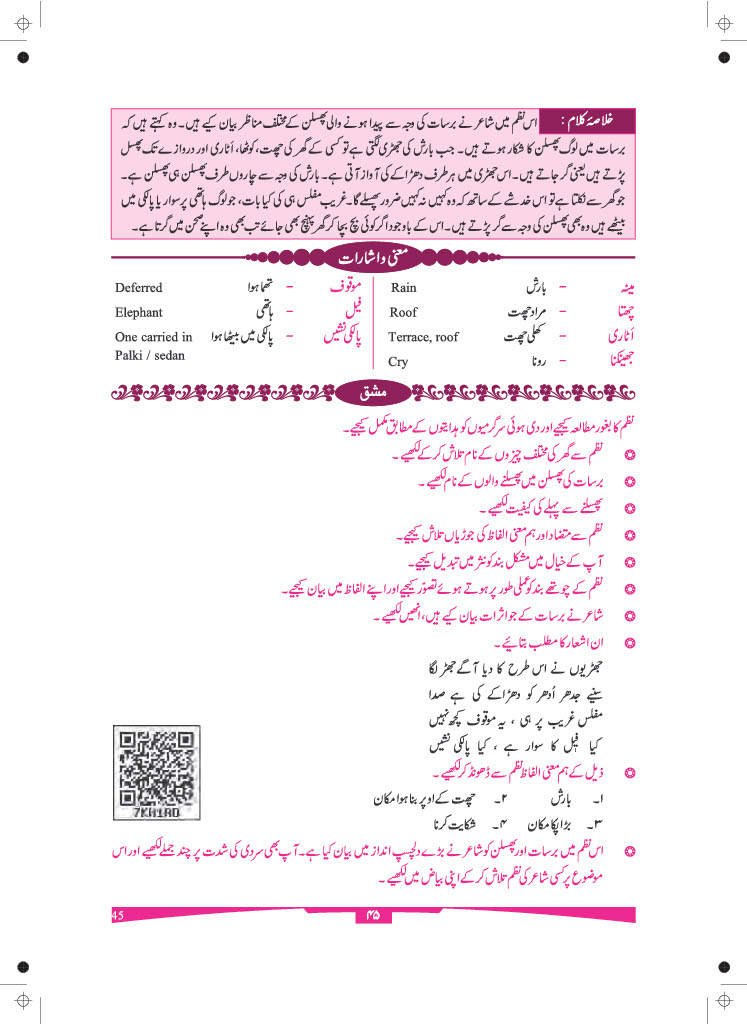 خلاصۂ کلام : اس نظم میں شاعر نے برسات کی وجہ سے پیدا ہونے والی پھسلن کے مختلف مناظر بیان کیے ہیں۔ وہ کہتے ہیں کہ
برسات میں لوگ پھسلن کا شکار ہوتے ہیں۔ جب بارش کی جھڑی لگتی ہے تو کسی کے گھر کی چھت، کوٹھا، اَٹاری اور دروازے تک پھسل
پڑتے ہیں یعنی گر جاتے ہیں۔ اس جھڑی میں ہر طرف دھڑاکے کی آواز آتی ہے۔ بارش کی وجہ سے چاروں طرف پھسلن ہی پھسلن ہے۔
جو گھر سے نکلتا ہے تو اس خدشے کے ساتھ کہ وہ کہیں نہ کہیں ضرور پھسلے گا۔ غریب مفلس ہی کی کیا بات، جو لوگ ہاتھی پر سوار یا پالکی میں
بیٹھے ہیں وہ بھی پھسلن کی وجہ سے گر پڑتے ہیں۔ اس کے باوجود اگر کوئی بچ بچا کر گھر پہنچ بھی جائے تب بھی وہ اپنے صحن میں گرتا ہے۔
معنی و اشارات
مینہ – بارش Rain
چھتا – مراد چھت Roof
اَٹاری – کھلی چھت Terrace, roof
جھینکنا – رونا Cry
موقوف – تھما ہوا Deferred
فیل – ہاتھی Elephant
پالکی نشیں – پالکی میں بیٹھا ہوا One carried in
Palki / sedan
مشق
نظم کا بغور مطالعہ کیجیے اور دی ہوئی سرگرمیوں کو ہدایتوں کے مطابق مکمل کیجیے۔
نظم سے گھر کی مختلف چیزوں کے نام تلاش کرکے لکھیے۔
برسات کی پھسلن میں پھسلنے والوں کے نام لکھیے۔
پھسلنے سے پہلے کی کیفیت لکھیے۔
نظم سے متضاد اور ہم معنی الفاظ کی جوڑیاں تلاش کیجیے۔
آپ کے خیال میں مشکل بند کو نثر میں تبدیل کیجیے۔
نظم کے چوتھے بند کو عملی طور پر ہوتے ہوئے تصوّر کیجیے اور اپنے الفاظ میں بیان کیجیے۔
شاعر نے برسات کے جو اثرات بیان کیے ہیں، انھیں لکھیے۔
ان اشعار کا مطلب بتائیے۔
جھڑیوں نے اس طرح کا دیا آگے جھڑ لگا
سنیے جدھر اُدھر کو دھڑاکے کی ہے صدا
مفلس غریب پر ہی ، یہ موقوف کچھ نہیں
کیا فیل کا سوار ہے ، کیا پالکی نشیں
ذیل کے ہم معنی الفاظ نظم سے ڈھونڈ کر لکھیے۔
۱۔ بارش ۲۔ چھت کے اوپر بنا ہوا مکان
۳۔ بڑا پکا مکان ۴۔ شکایت کرنا
اس نظم میں برسات اور پھسلن کو شاعر نے بڑے دلچسپ انداز میں بیان کیا ہے۔ آپ بھی سردی کی شدت پر چند جملے لکھیے اور اس
موضوع پر کسی شاعر کی نظم تلاش کرکے اپنی بیاض میں لکھیے۔
7KH1A0
45
۴۵